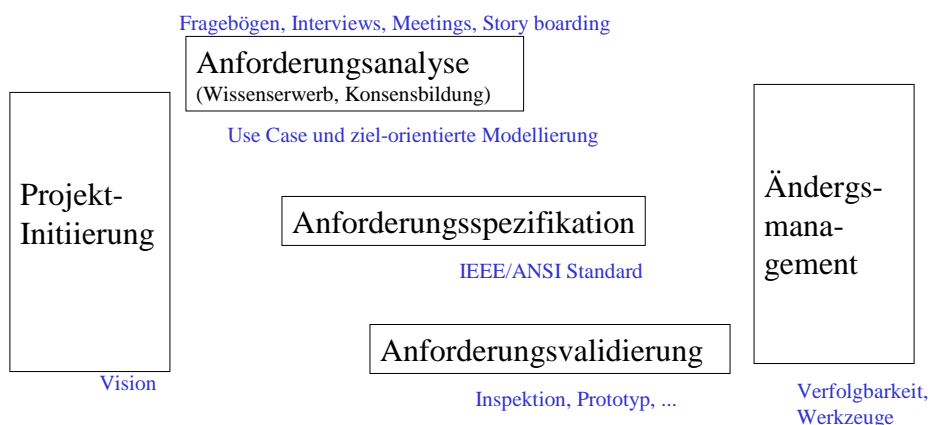 Fragebögen, Interviews, Meetings, Story boarding
Anforderungsanalyse
(Wissenserwerb, Konsensbildung)
Use Case und ziel-orientierte Modellierung
Projekt-
Initiierung
Vision
Anforderungsspezifikation
IEEE/ANSI Standard
Anforderungsvalidierung
Inspektion, Prototyp, ...
Ändergs-
mana-
gement
Verfolgbarkeit,
Werkzeuge